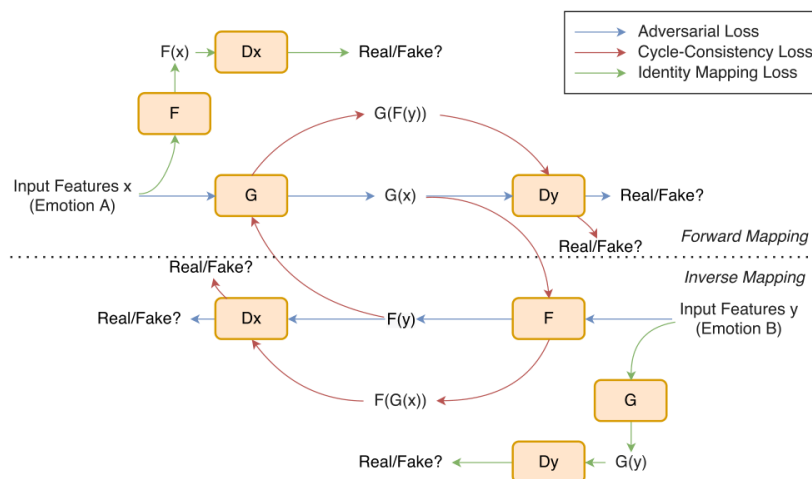 F(x)
Dx
Real/Fake?
Adversarial Loss
Cycle-Consistency Loss
Identity Mapping Loss
F
G(F(y))
Input Features x
(Emotion A)
G
G(x)
Dy
Real/Fake?
Real/Fake?
Forward Mapping
Real/Fake?
Inverse Mapping
Real/Fake?
Dx
F(y)
F
Input Features y
(Emotion B)
F(G(x))
G
Real/Fake?
Dy
G(y)